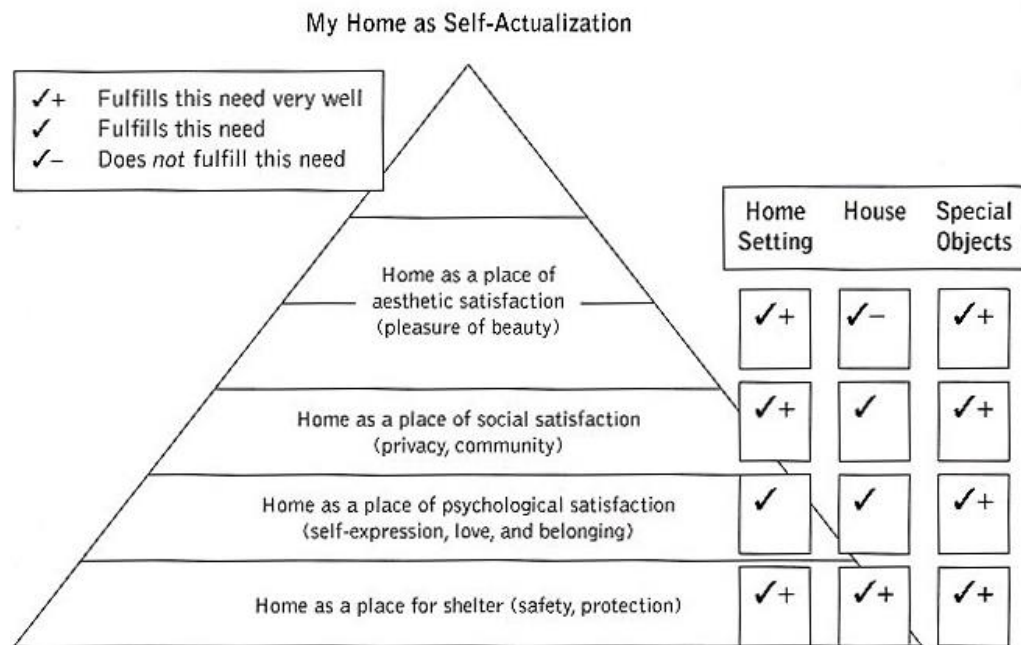 My Home as Self-Actualization
✓+ Fulfills this need very well
✓ Fulfills this need
✓– Does not fulfill this need
Home Setting House Special Objects
Home as a place of
aesthetic satisfaction
(pleasure of beauty)
✓+ ✓– ✓+
Home as a place of social satisfaction
(privacy, community)
✓+ ✓ ✓+
Home as a place of psychological satisfaction
(self-expression, love, and belonging)
✓ ✓ ✓+
Home as a place for shelter (safety, protection)
✓+ ✓+ ✓+